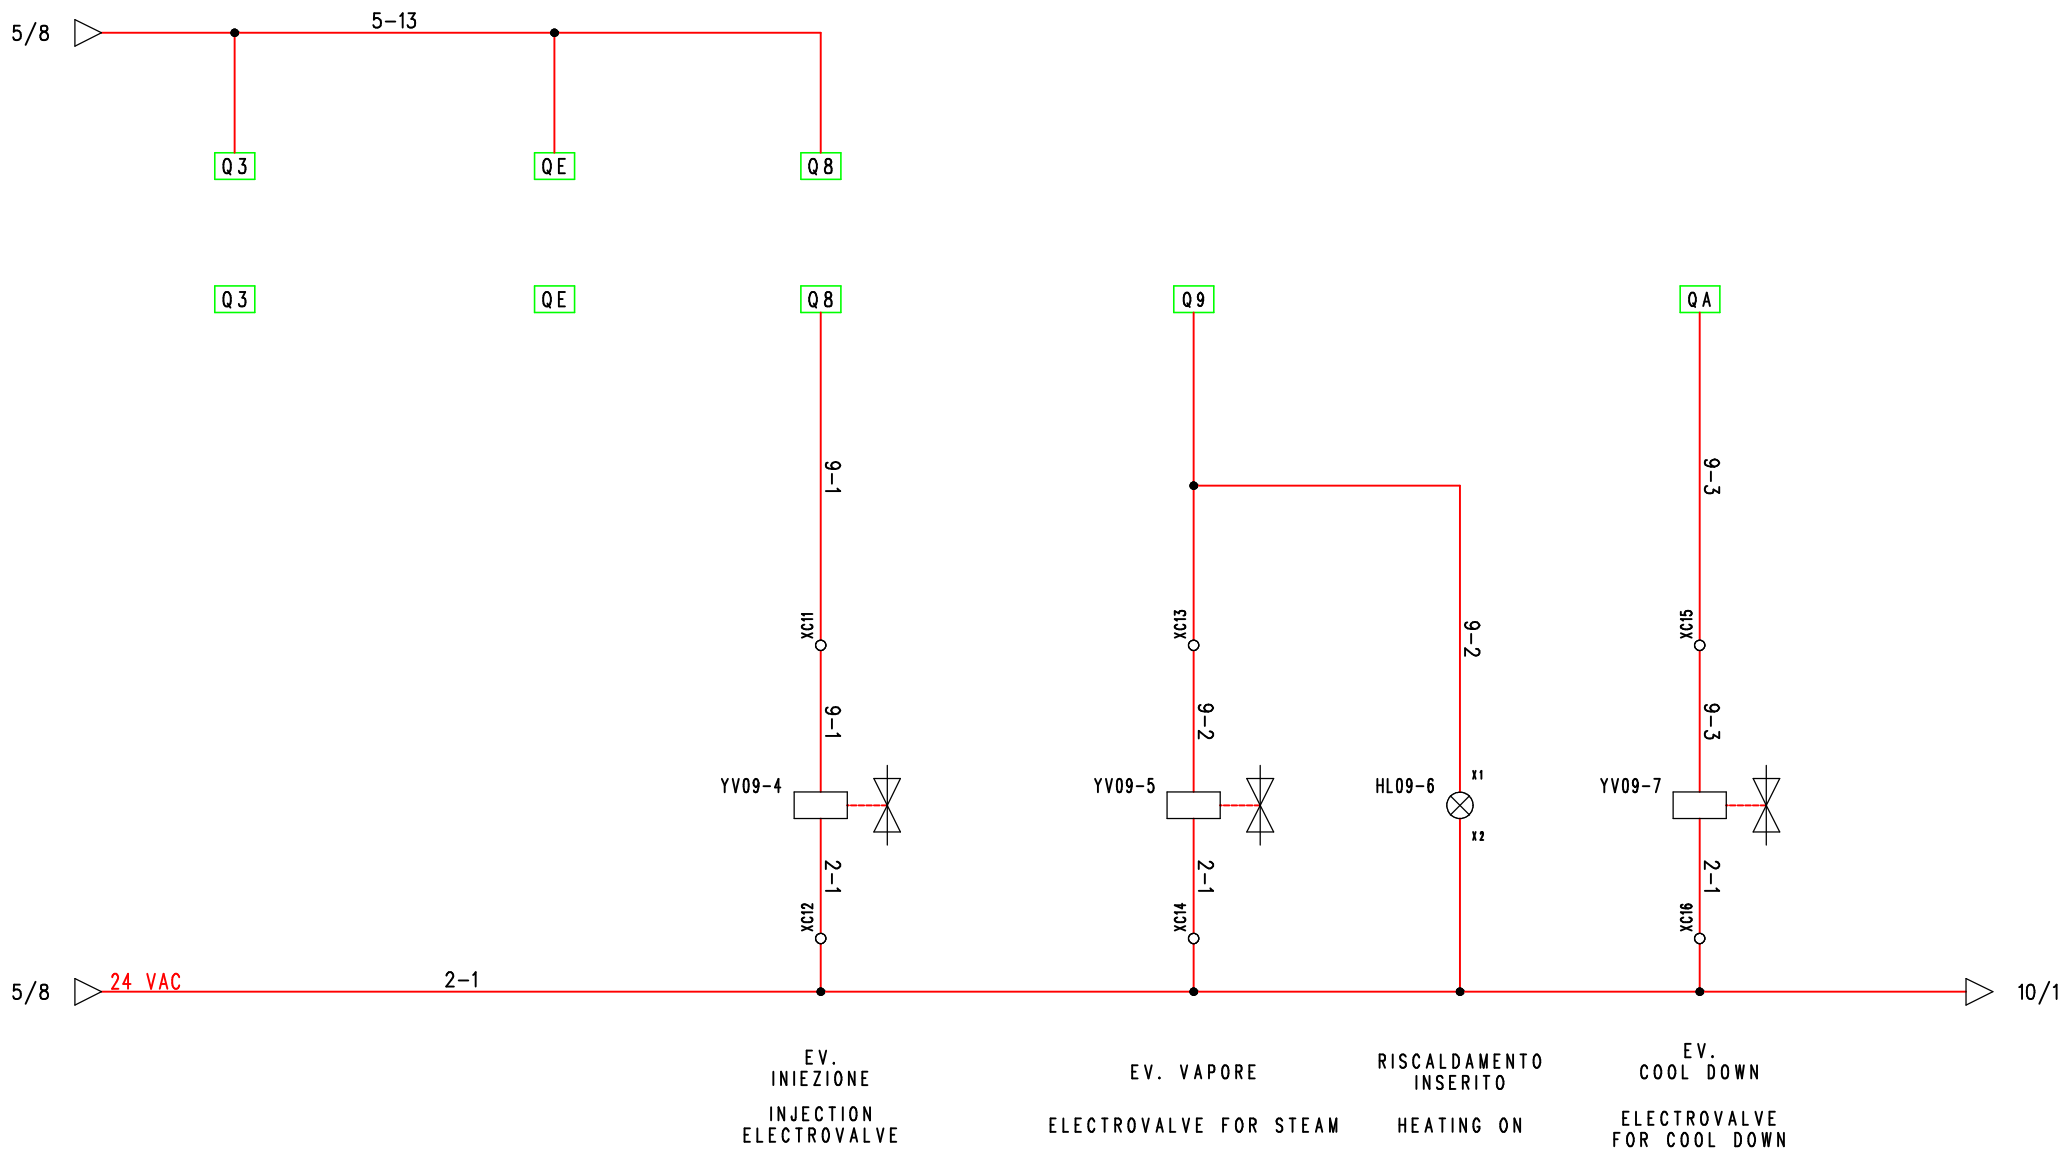 5/8
5-13
Q3
QE
Q8
Q3
QE
Q8
Q9
QA
9-1
9-3
XC11
XC13
9-2
XC15
9-1
9-2
9-3
YV09-4
YV09-5
HL09-6
X1
X2
YV09-7
2-1
2-1
2-1
XC12
XC14
XC16
5/8
24 VAC
2-1
10/1
EV.
INIEZIONE
INJECTION
ELECTROVALVE
EV. VAPORE
ELECTROVALVE FOR STEAM
RISCALDAMENTO
INSERITO
HEATING ON
EV.
COOL DOWN
ELECTROVALVE
FOR COOL DOWN